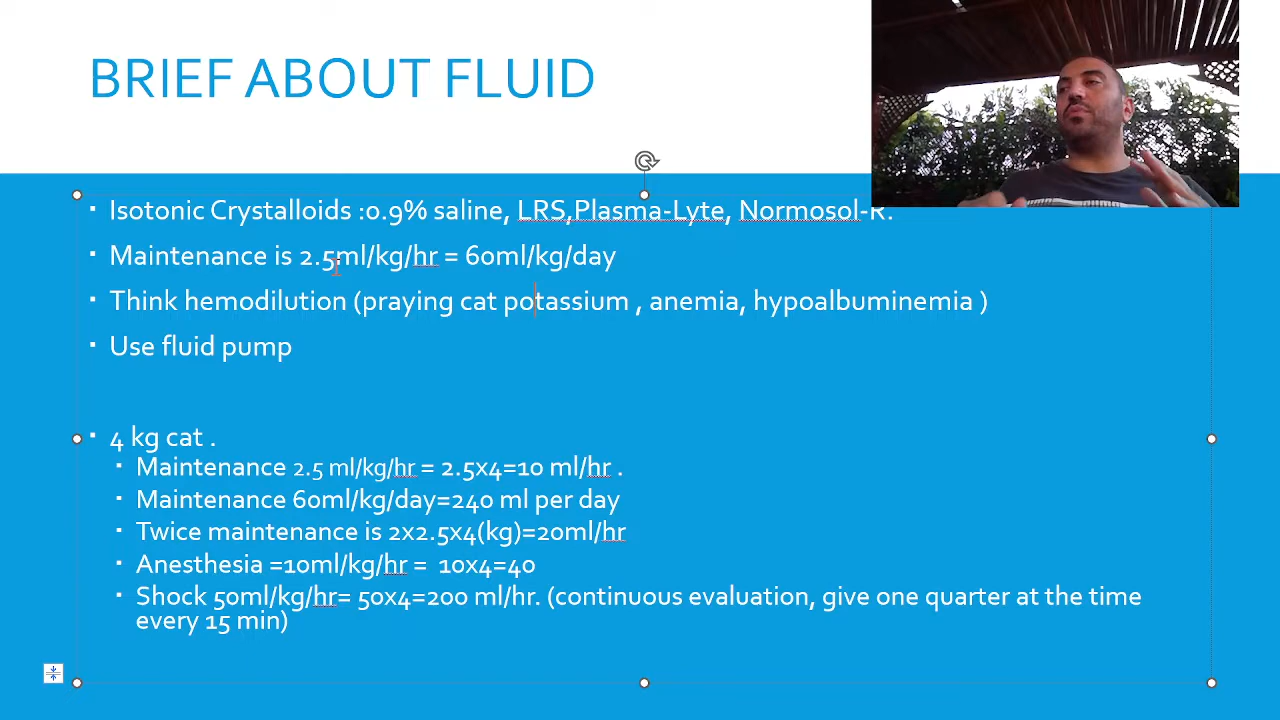 BRIEF ABOUT FLUID
▪ Isotonic Crystalloids :0.9% saline, LRS,Plasma-Lyte, Normosol-R.
▪ Maintenance is 2.5ml/kg/hr = 60ml/kg/day
▪ Think hemodilution (praying cat potassium , anemia, hypoalbuminemia )
▪ Use fluid pump
▪ 4 kg cat .
▪ Maintenance 2.5 ml/kg/hr = 2.5x4=10 ml/hr .
▪ Maintenance 60ml/kg/day=240 ml per day
▪ Twice maintenance is 2x2.5x4(kg)=20ml/hr
▪ Anesthesia =10ml/kg/hr = 10x4=40
▪ Shock 50ml/kg/hr= 50x4=200 ml/hr. (continuous evaluation, give one quarter at the time
every 15 min)